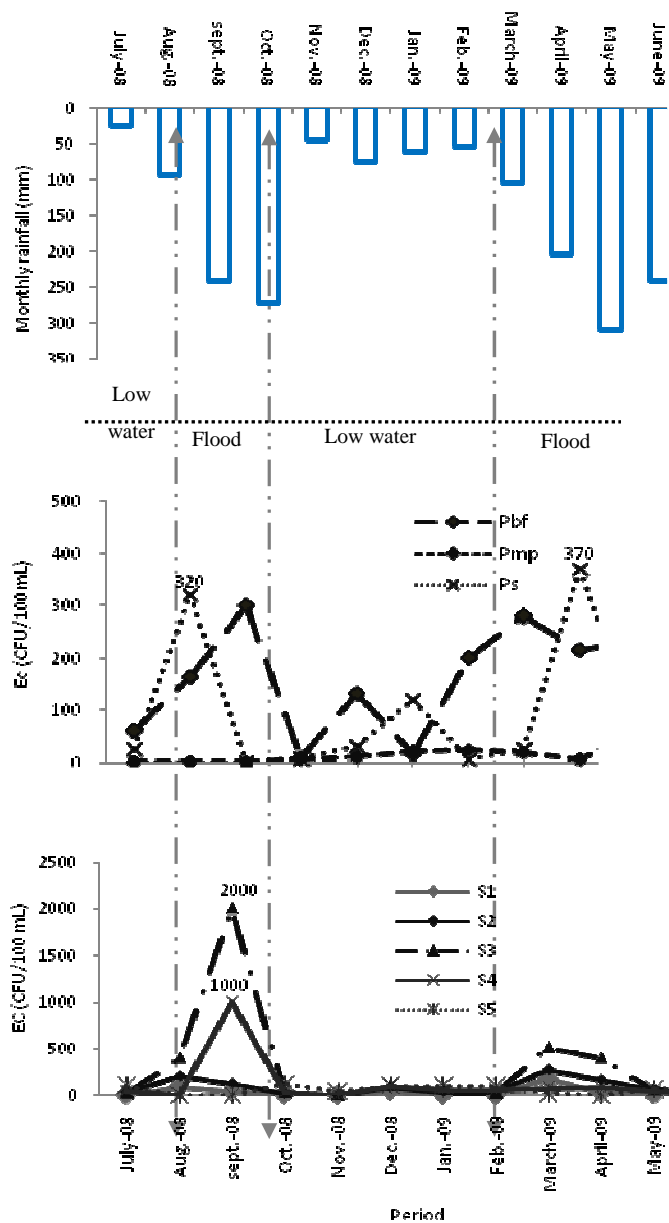 July-08
Aug.-08
sept.-08
Oct.-08
Nov.-08
Dec.-08
Jan.-09
Feb.-09
March-09
April-09
May-09
June-09
Monthly rainfall (mm)
0
50
100
150
200
250
300
350
Low
water
Flood
Low water
Flood
Ec (CFU/100 mL)
500
400
300
200
100
0
320
370
Pbf
Pmp
Ps
EC (CFU/100 mL)
2500
2000
1500
1000
500
0
2000
1000
S1
S2
S3
S4
S5
July-08
Aug.-08
sept.-08
Oct.-08
Nov.-08
Dec.-08
Jan.-09
Feb.-09
March-09
April-09
May-09
Period